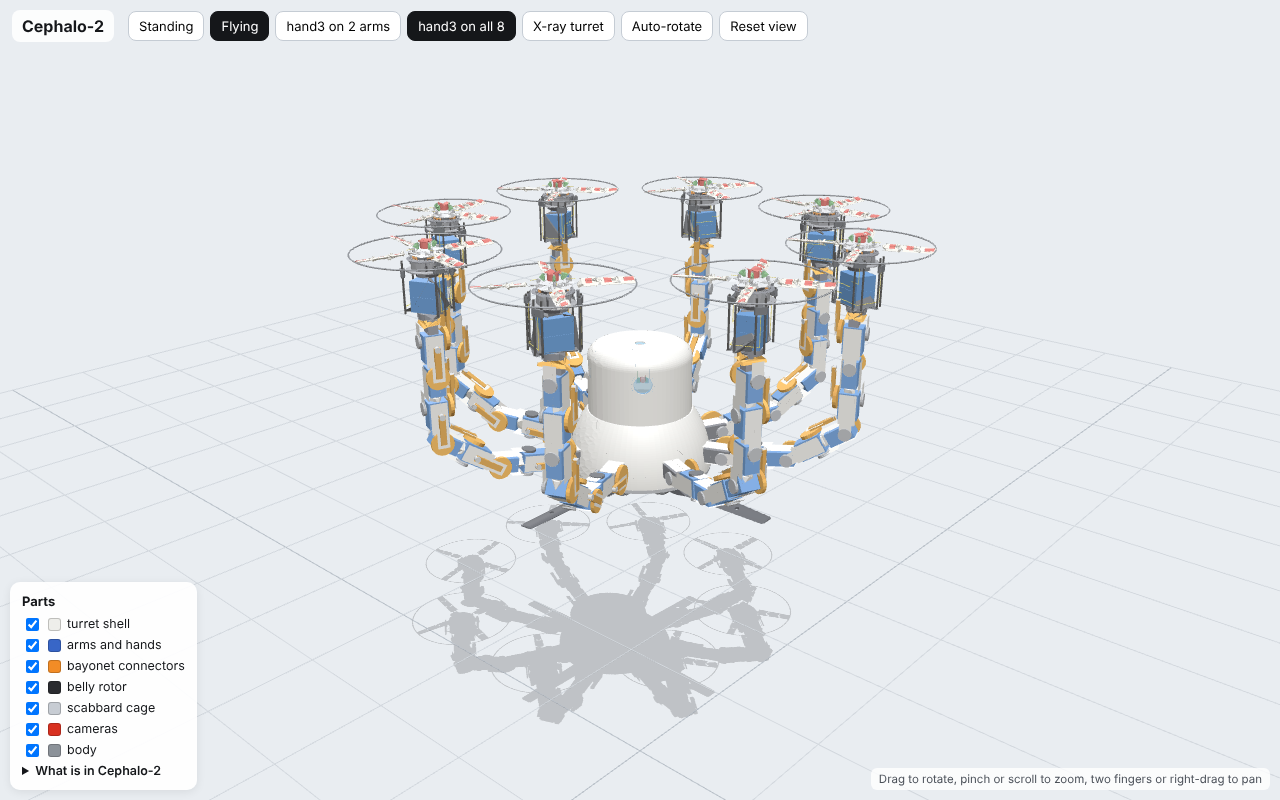 Cephalo-2
Standing
Flying
hand3 on 2 arms
hand3 on all 8
X-ray turret
Auto-rotate
Reset view
Parts
turret shell
arms and hands
bayonet connectors
belly rotor
scabbard cage
cameras
body
What is in Cephalo-2
Drag to rotate, pinch or scroll to zoom, two fingers or right-drag to pan